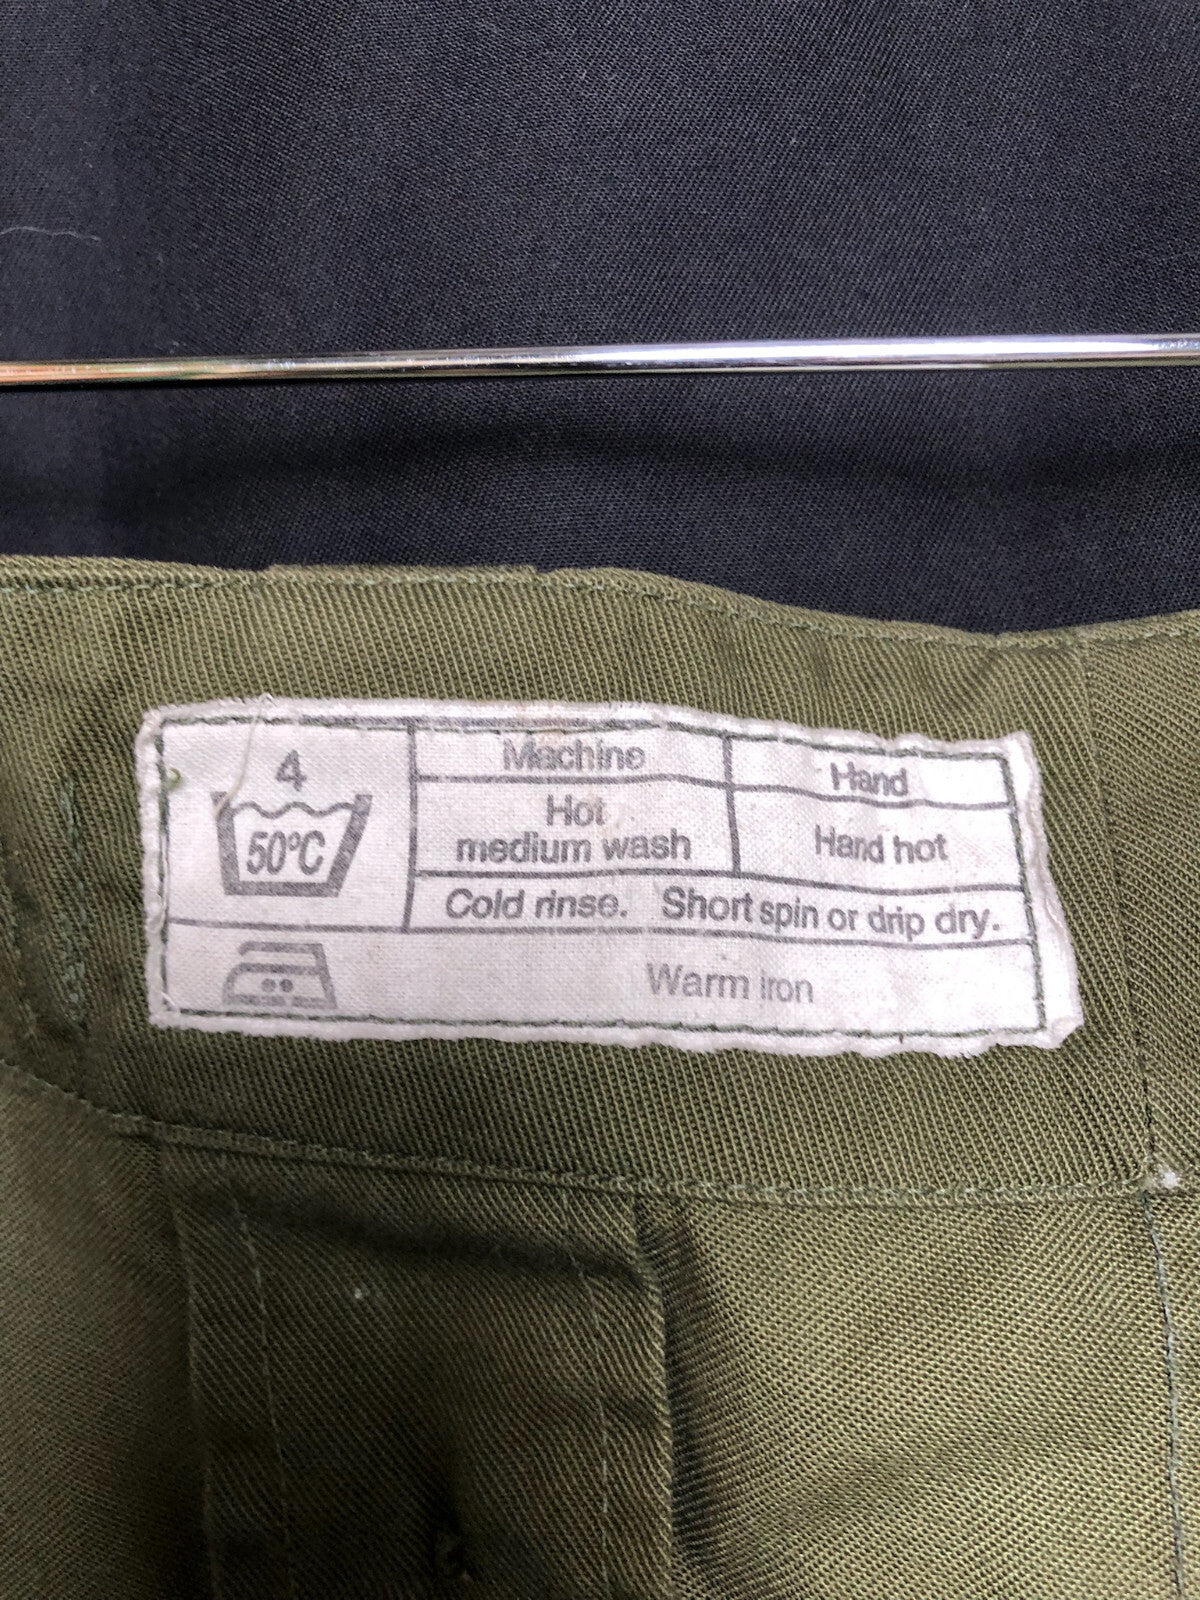 4
50°C
Machine
Hand
Hot
medium wash
Hand hot
Cold rinse. Short spin or drip dry.
Warm iron